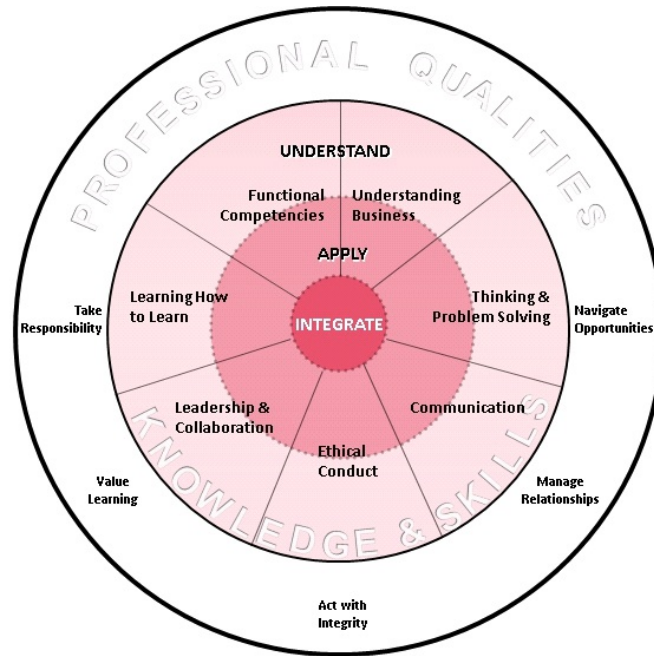 PROFESSIONAL QUALITIES
UNDERSTAND
Functional
Competencies
Understanding
Business
APPLY
Learning How
to Learn
INTEGRATE
Thinking &
Problem Solving
Take
Responsibility
Navigate
Opportunities
Leadership &
Collaboration
Communication
Ethical
Conduct
KNOWLEDGE & SKILLS
Value
Learning
Manage
Relationships
Act with
Integrity